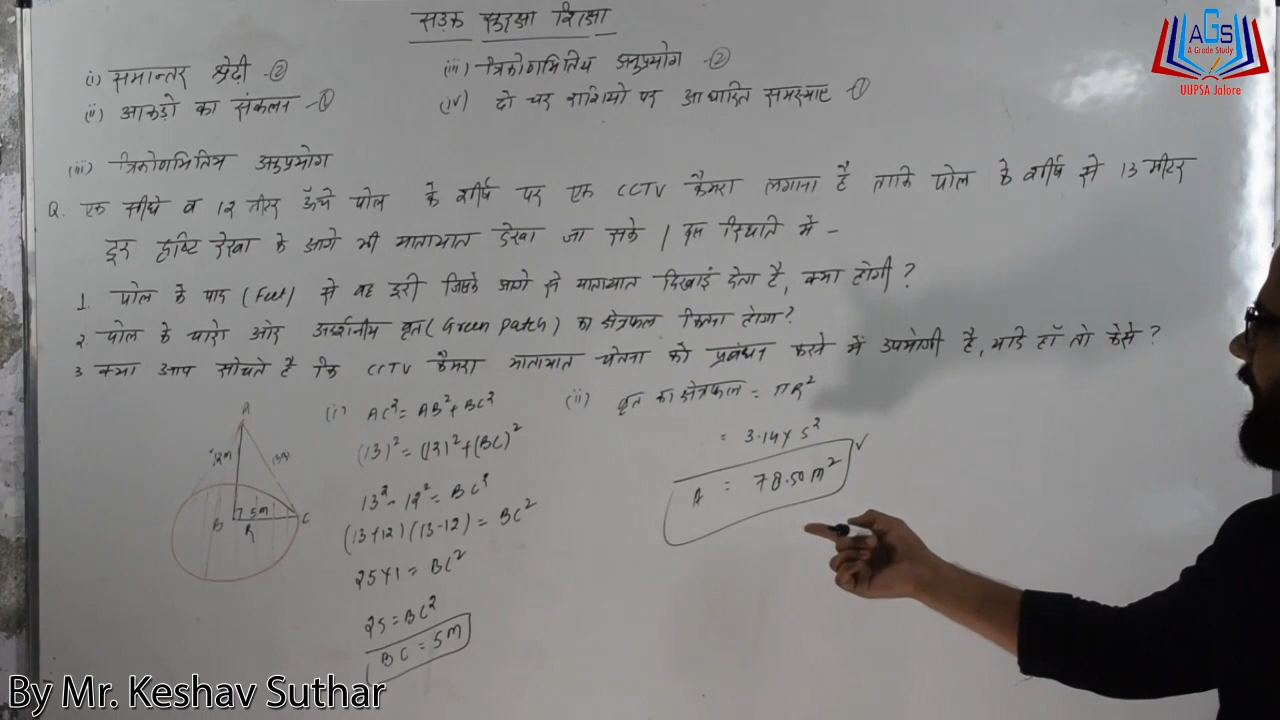 सड़क सुरक्षा शिक्षा
(i) समान्तर श्रेढी - ②
(ii) आकड़ो का संकलन - ①
(iii) त्रिकोणमितिय अनुप्रयोग - ②
(iv) दो चर राशियो पर आधारित समस्याए - ①
AGS
A Grade Study
UUPSA Jalore
(iii) त्रिकोणमितिय अनुप्रयोग
Q. एक सीधे व 12 मीटर ऊँचे पोल के शीर्ष पर एक CCTV कैमरा लगाना है ताकि पोल के शीर्ष से 13 मीटर
दूर दृष्टि रेखा के आगे भी यातायात देखा जा सके | इस स्थिति में -
1. पोल के पाद (Feet) से वह दूरी जिसके आगे से यातायात दिखाई देता है, क्या होगी ?
2. पोल के चारो ओर अदर्शनीय वृत (Green Patch) का क्षेत्रफल कितना होगा ?
3 क्या आप सोचते है कि CCTV कैमरा यातायात चेतना को प्रबंधन करने में उपयोगी है, यदि हाँ तो कैसे ?
A
12m
13m
B
5m
R
C
(i) AC² = AB² + BC²
(13)² = (12)² + (BC)²
13² - 12² = BC²
(13+12) (13-12) = BC²
25×1 = BC²
25 = BC²
BC = 5m
(ii) वृत का क्षेत्रफल = πR²
= 3.14 × 5²
A = 78.50 m²
By Mr. Keshav Suthar